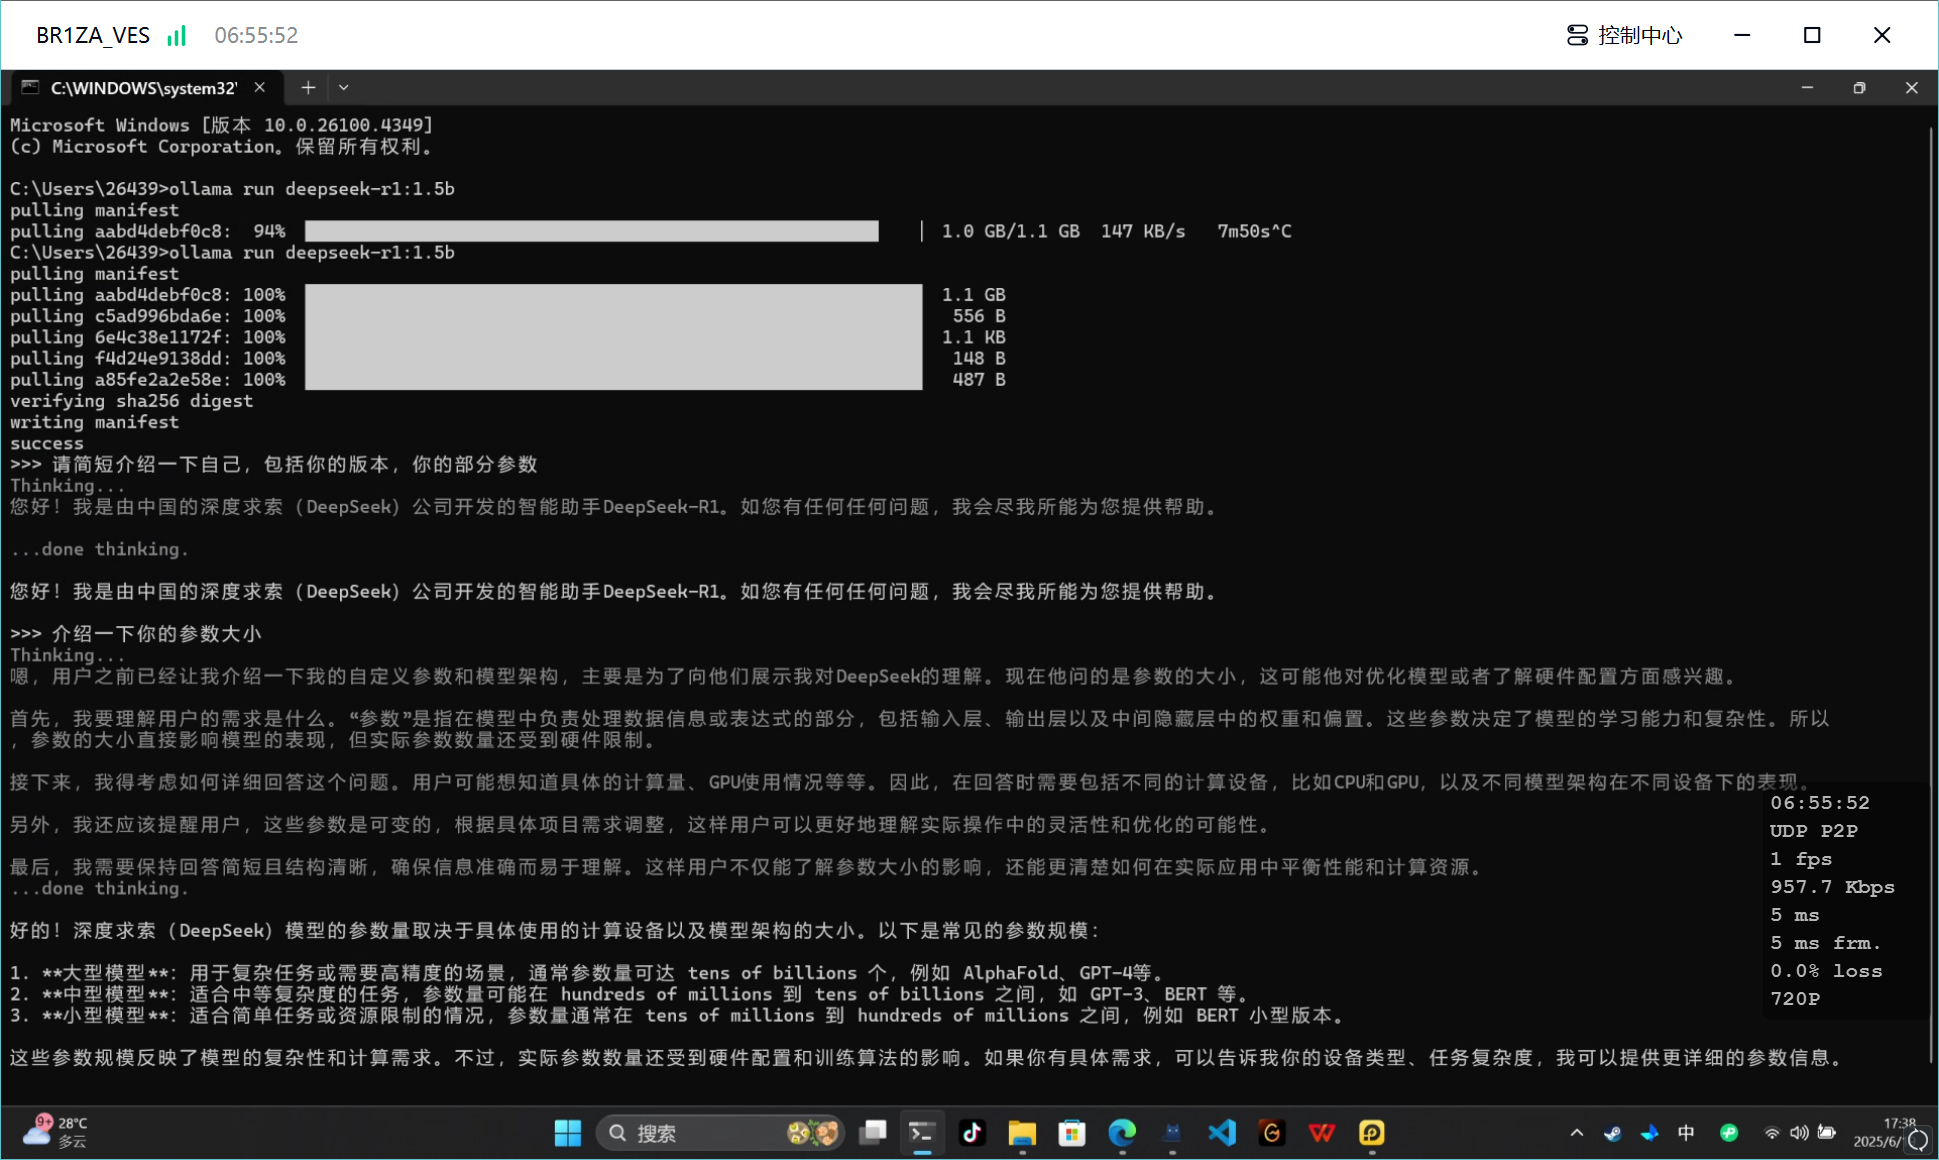 BR1ZA_VES 06:55:52 控制中心
C:\WINDOWS\system32\
Microsoft Windows [版本 10.0.26100.4349]
(c) Microsoft Corporation。保留所有权利。
C:\Users\26439>ollama run deepseek-r1:1.5b
pulling manifest
pulling aabd4debf0c8: 94% 1.0 GB/1.1 GB 147 KB/s 7m50s^C
C:\Users\26439>ollama run deepseek-r1:1.5b
pulling manifest
pulling aabd4debf0c8: 100% 1.1 GB
pulling c5ad996bda6e: 100% 556 B
pulling 6e4c38e1172f: 100% 1.1 KB
pulling f4d24e9138dd: 100% 148 B
pulling a85fe2a2e58e: 100% 487 B
verifying sha256 digest
writing manifest
success
>>> 请简短介绍一下自己，包括你的版本，你的部分参数
Thinking...
您好！我是由中国的深度求索（DeepSeek）公司开发的智能助手DeepSeek-R1。如您有任何任何问题，我会尽我所能为您提供帮助。
...done thinking.
您好！我是由中国的深度求索（DeepSeek）公司开发的智能助手DeepSeek-R1。如您有任何任何问题，我会尽我所能为您提供帮助。
>>> 介绍一下你的参数大小
Thinking...
嗯，用户之前已经让我介绍一下我的自定义参数和模型架构，主要是为了向他们展示我对DeepSeek的理解。现在他问的是参数的大小，这可能他对优化模型或者了解硬件配置方面感兴趣。
首先，我要理解用户的需求是什么。“参数”是指在模型中负责处理数据信息或表达式的部分，包括输入层、输出层以及中间隐藏层中的权重和偏置。这些参数决定了模型的学习能力和复杂性。所以
，参数的大小直接影响模型的表现，但实际参数数量还受到硬件限制。
接下来，我得考虑如何详细回答这个问题。用户可能想知道具体的计算量、GPU使用情况等等。因此，在回答时需要包括不同的计算设备，比如CPU和GPU，以及不同模型架构在不同设备下的表现。
另外，我还应该提醒用户，这些参数是可变的，根据具体项目需求调整，这样用户可以更好地理解实际操作中的灵活性和优化的可能性。
最后，我需要保持回答简短且结构清晰，确保信息准确而易于理解。这样用户不仅能了解参数大小的影响，还能更清楚如何在实际应用中平衡性能和计算资源。
...done thinking.
好的！深度求索（DeepSeek）模型的参数量取决于具体使用的计算设备以及模型架构的大小。以下是常见的参数规模：
1. **大型模型**：用于复杂任务或需要高精度的场景，通常参数量可达 tens of billions 个，例如 AlphaFold、GPT-4等。
2. **中型模型**：适合中等复杂度的任务，参数量可能在 hundreds of millions 到 tens of billions 之间，如 GPT-3、BERT 等。
3. **小型模型**：适合简单任务或资源限制的情况，参数量通常在 tens of millions 到 hundreds of millions 之间，例如 BERT 小型版本。
这些参数规模反映了模型的复杂性和计算需求。不过，实际参数数量还受到硬件配置和训练算法的影响。如果你有具体需求，可以告诉我你的设备类型、任务复杂度，我可以提供更详细的参数信息。
06:55:52
UDP P2P
1 fps
957.7 Kbps
5 ms
5 ms frm.
0.0% loss
720P
9+ 28°C
多云
搜索
中
17:38
2025/6/